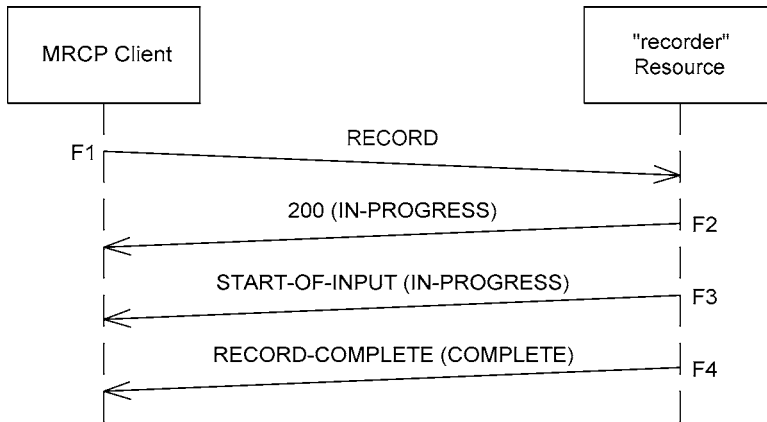 MRCP Client
"recorder"
Resource
RECORD
F1
200 (IN-PROGRESS)
F2
START-OF-INPUT (IN-PROGRESS)
F3
RECORD-COMPLETE (COMPLETE)
F4